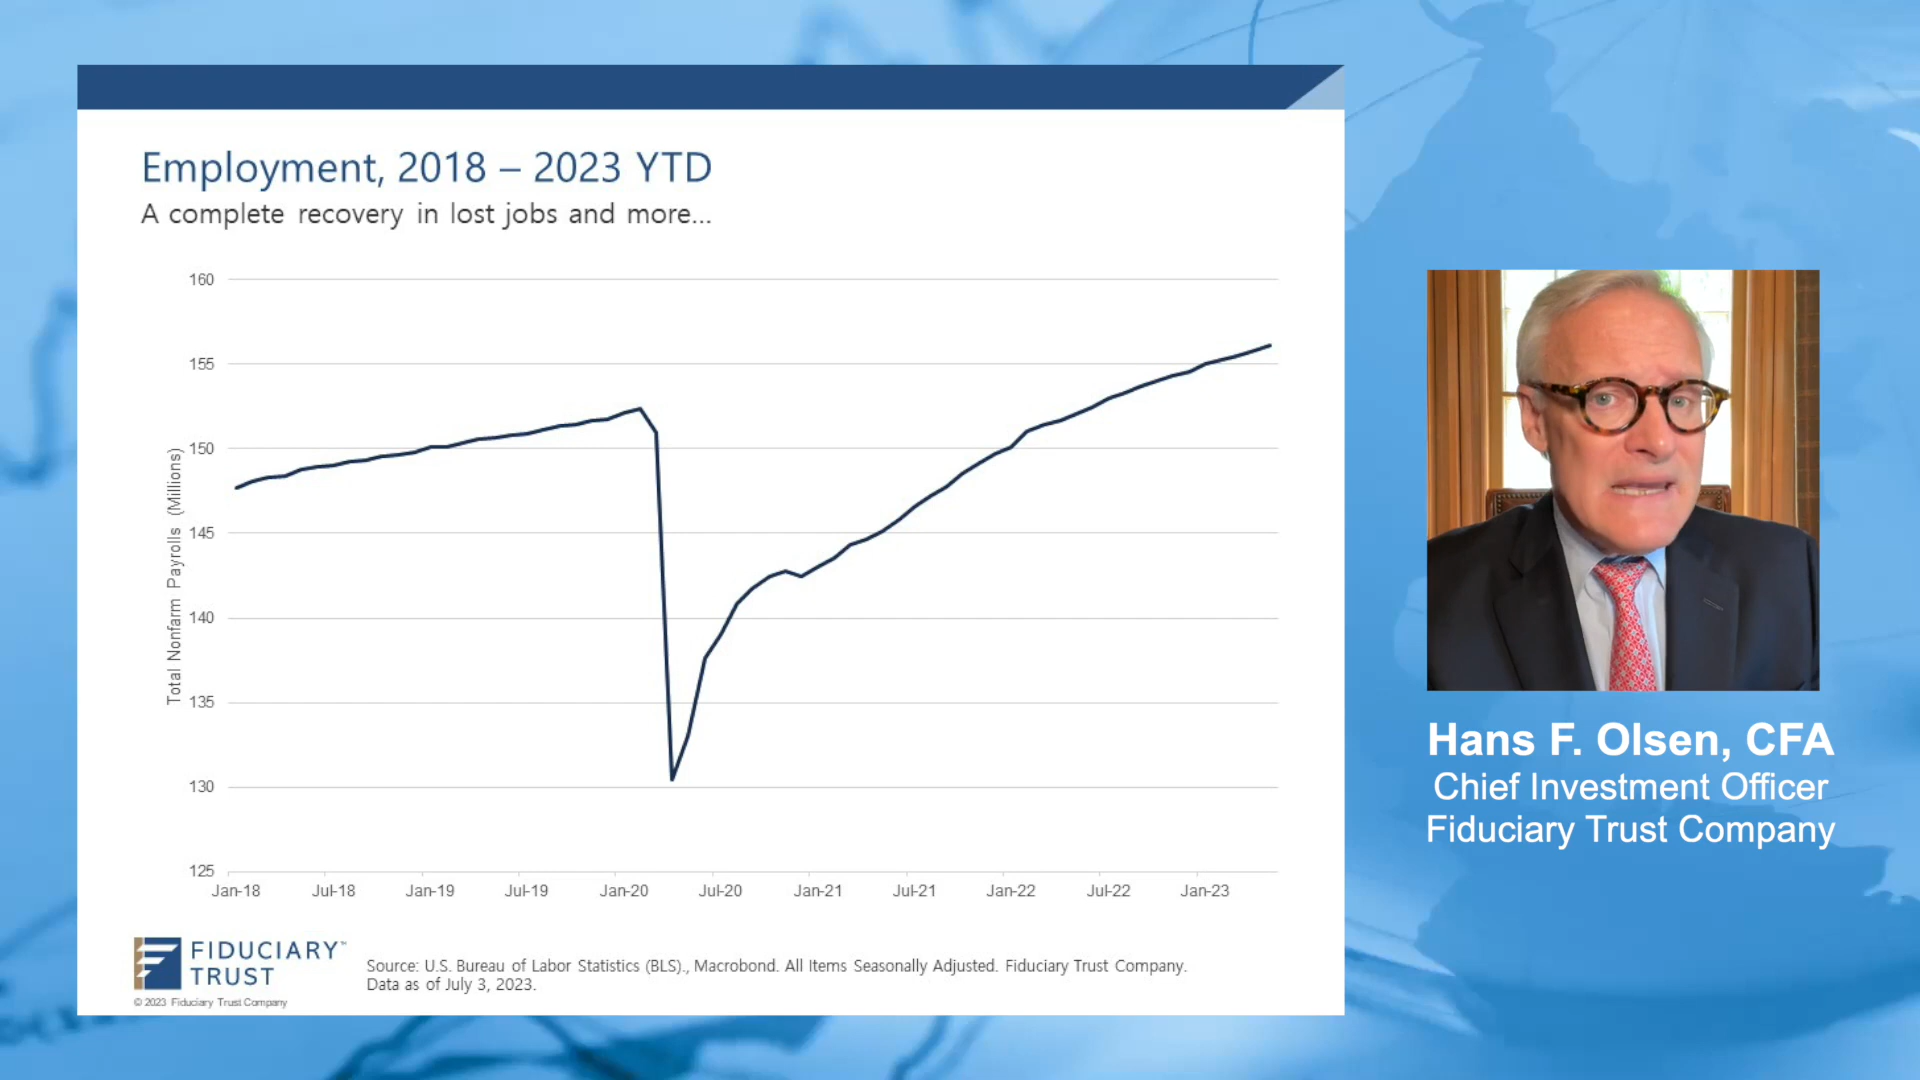 Employment, 2018 – 2023 YTD
A complete recovery in lost jobs and more...
Total Nonfarm Payrolls (Millions)
160
155
150
145
140
135
130
125
Jan-18 Jul-18 Jan-19 Jul-19 Jan-20 Jul-20 Jan-21 Jul-21 Jan-22 Jul-22 Jan-23
FIDUCIARY™
TRUST
© 2023 Fiduciary Trust Company
Source: U.S. Bureau of Labor Statistics (BLS)., Macrobond. All Items Seasonally Adjusted. Fiduciary Trust Company.
Data as of July 3, 2023.
Hans F. Olsen, CFA
Chief Investment Officer
Fiduciary Trust Company